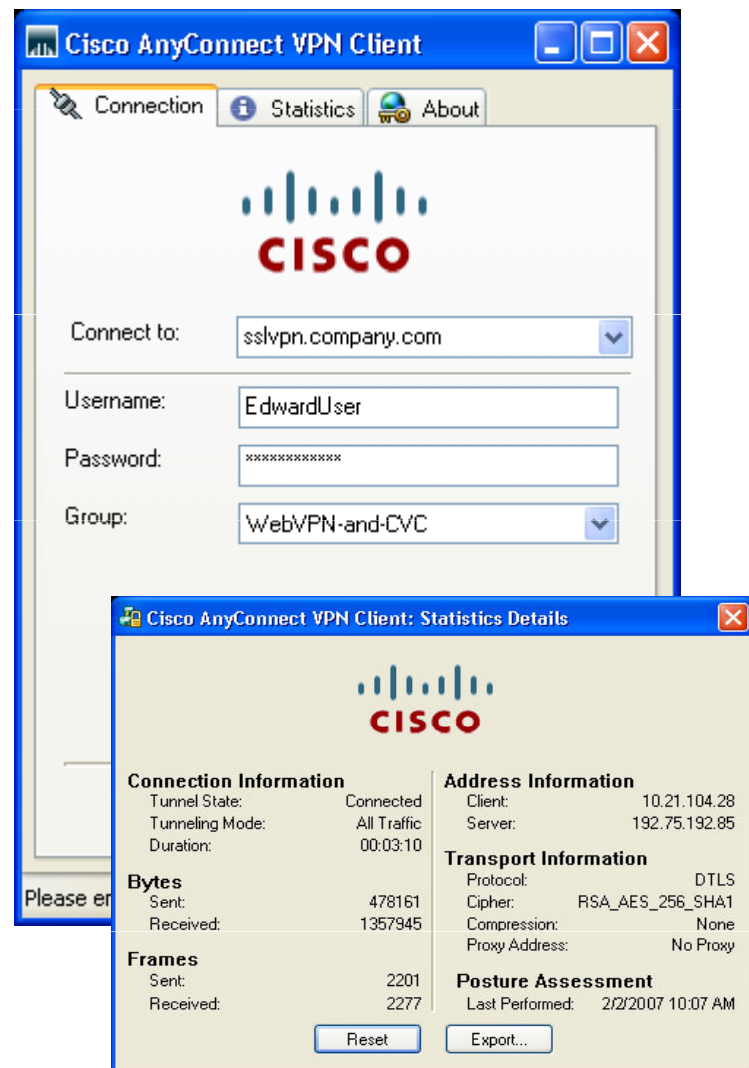 Cisco AnyConnect VPN Client
Connection Statistics About
CISCO
Connect to: sslvpn.company.com
Username: EdwardUser
Password: ************
Group: WebVPN-and-CVC
Please er
Cisco AnyConnect VPN Client: Statistics Details
CISCO
Connection Information
Tunnel State: Connected
Tunneling Mode: All Traffic
Duration: 00:03:10
Bytes
Sent: 478161
Received: 1357945
Frames
Sent: 2201
Received: 2277
Address Information
Client: 10.21.104.28
Server: 192.75.192.85
Transport Information
Protocol: DTLS
Cipher: RSA_AES_256_SHA1
Compression: None
Proxy Address: No Proxy
Posture Assessment
Last Performed: 2/2/2007 10:07 AM
Reset Export...